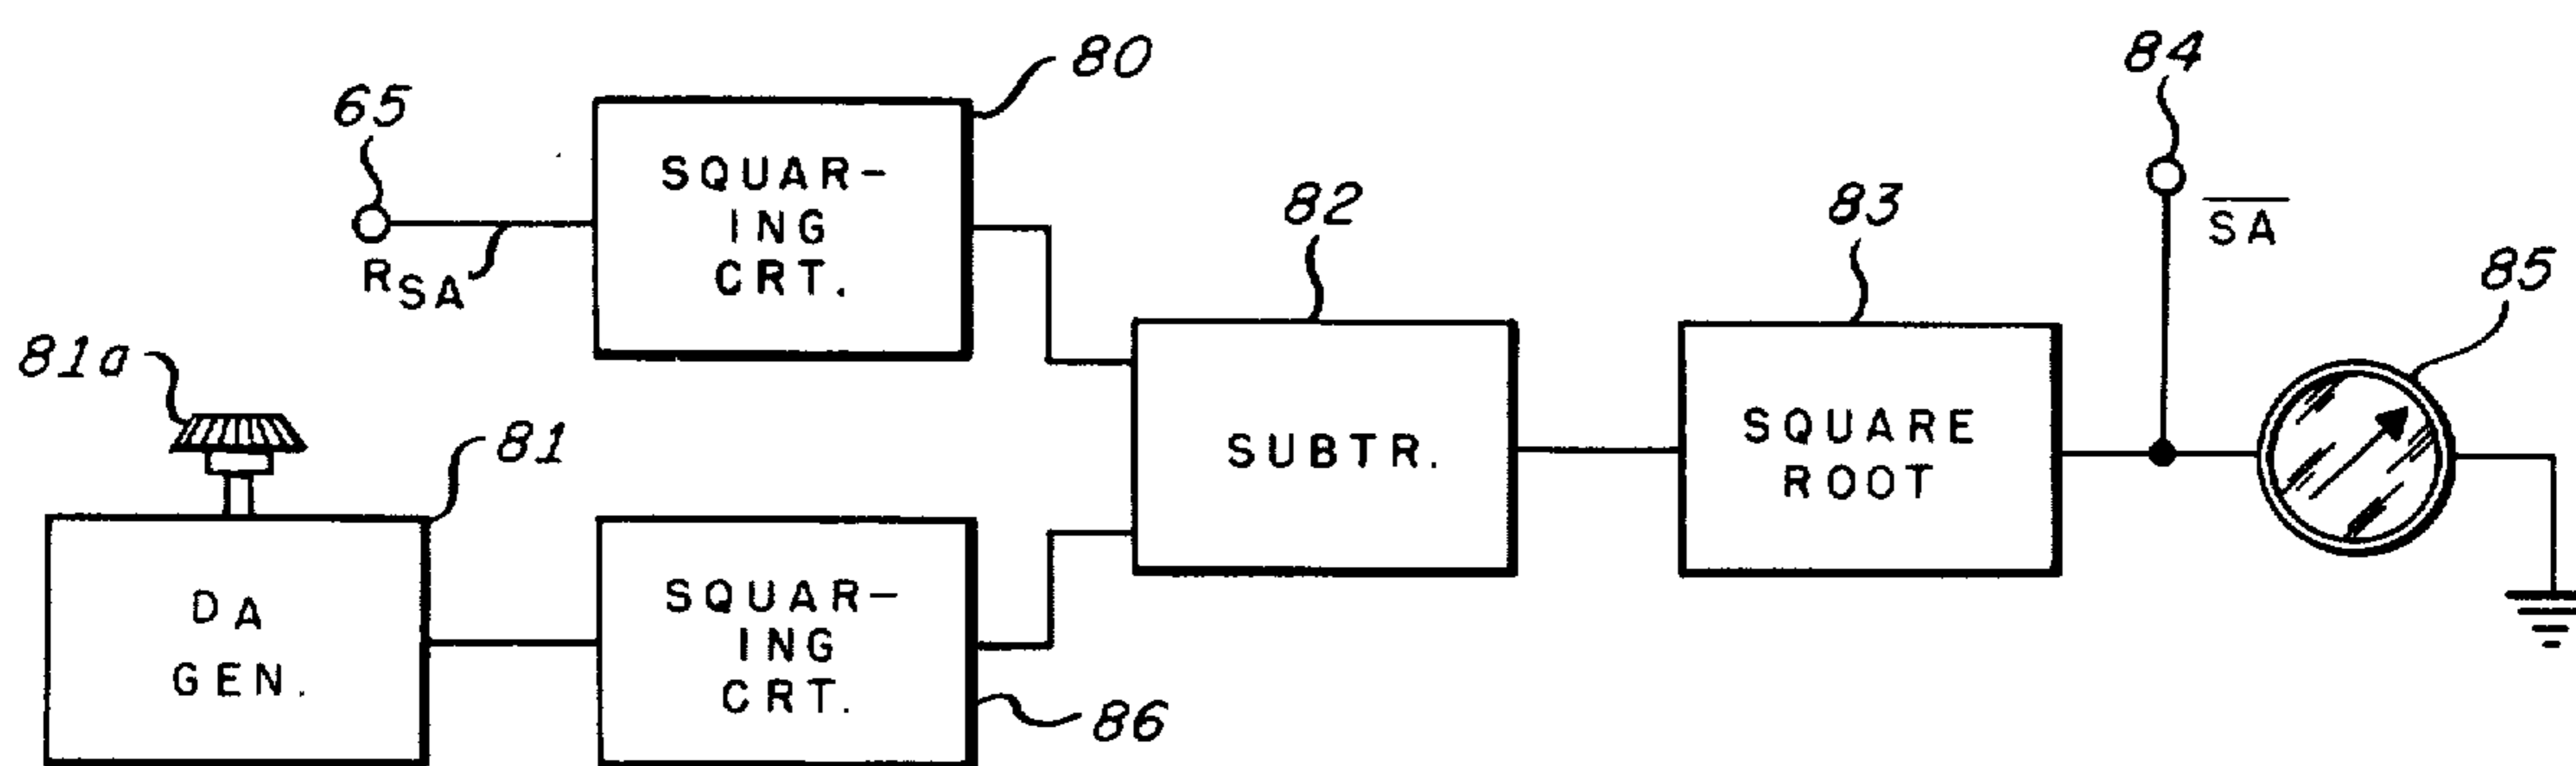 80
65
SQUAR-
ING
CRT.
RSA
84
SA
82
83
85
81a
81
SUBTR.
SQUARE
ROOT
DA
GEN.
SQUAR-
ING
CRT.
86